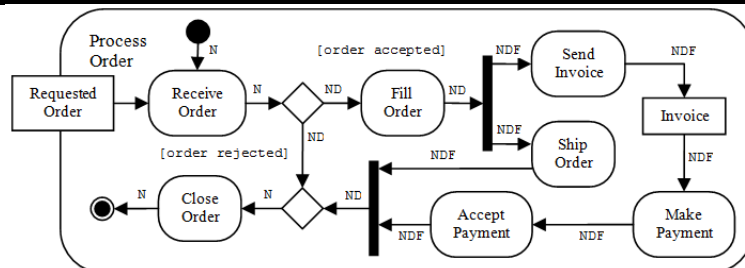 Process
Order
N
[order accepted]
NDF
Send
Invoice
NDF
Requested
Order
Receive
Order
N
ND
Fill
Order
ND
Invoice
ND
NDF
Ship
Order
[order rejected]
NDF
NDF
N
Close
Order
N
ND
Accept
Payment
NDF
NDF
Make
Payment